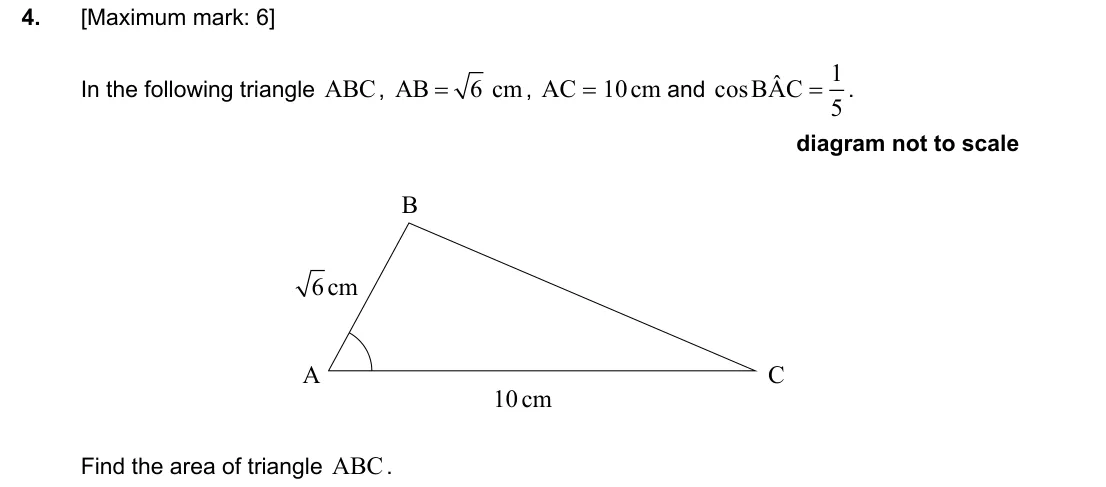 4. [Maximum mark: 6]
In the following triangle ABC, AB = √6 cm, AC = 10 cm and cos BÂC = 1/5.
diagram not to scale
B
√6 cm
A
C
10 cm
Find the area of triangle ABC.